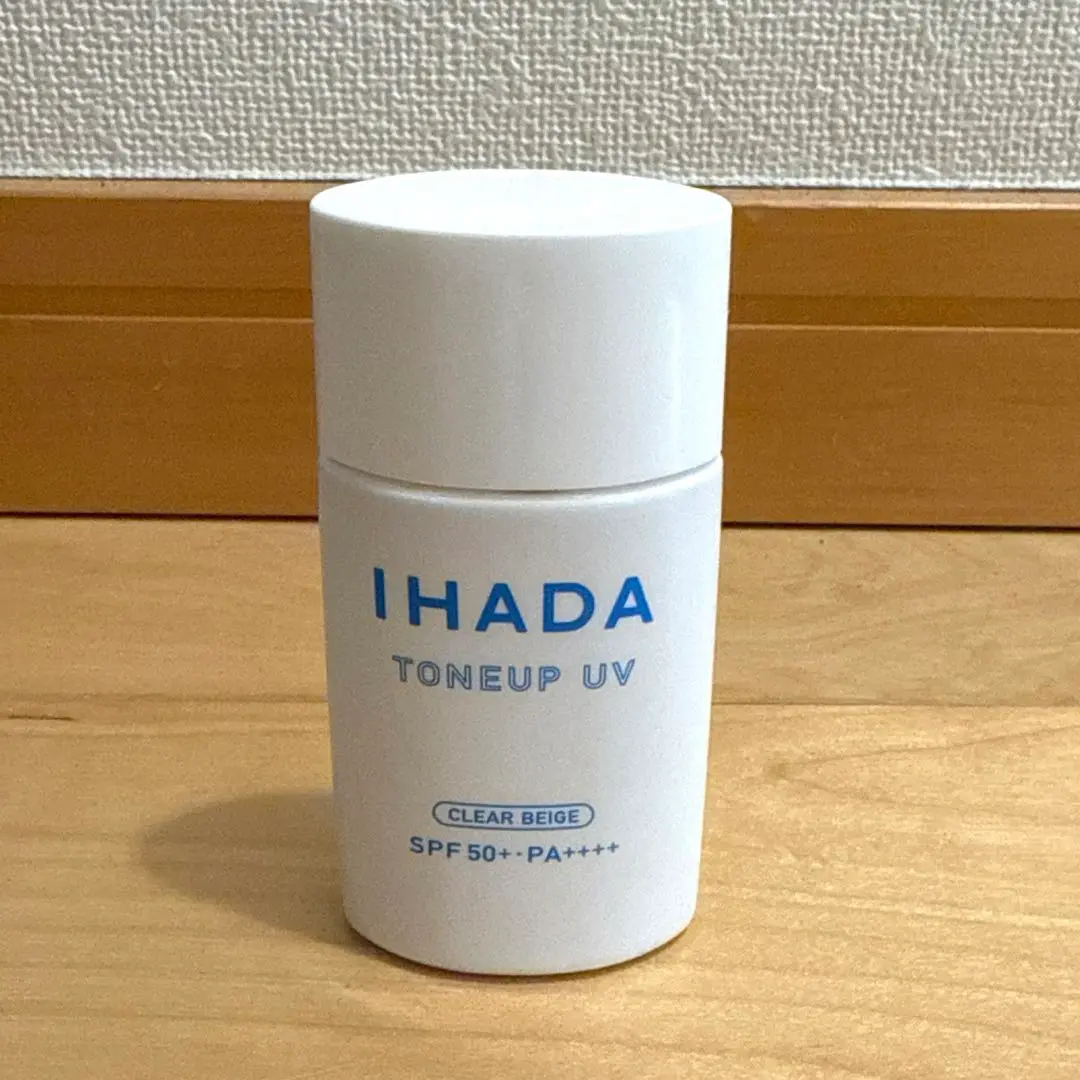 IHADA
TONEUP UV
CLEAR BEIGE
SPF 50+・PA++++